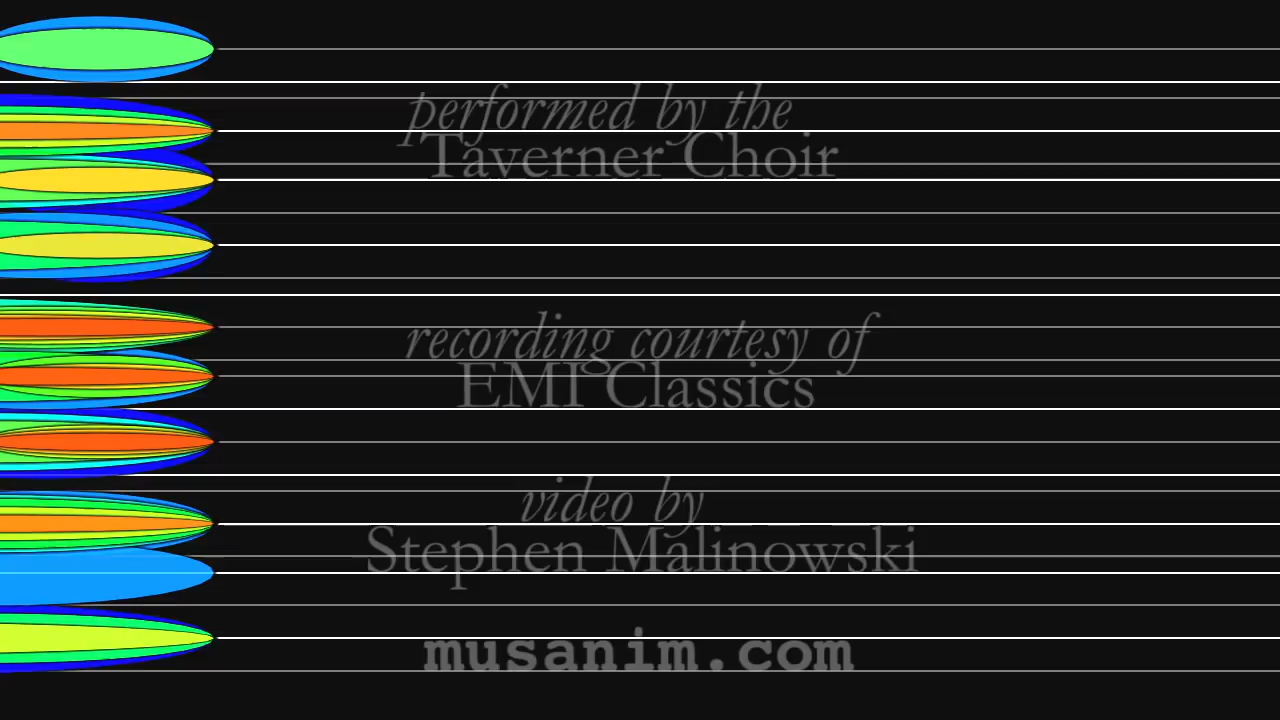 performed by the
Taverner Choir
recording courtesy of
EMI Classics
video by
Stephen Malinowski
musanim.com